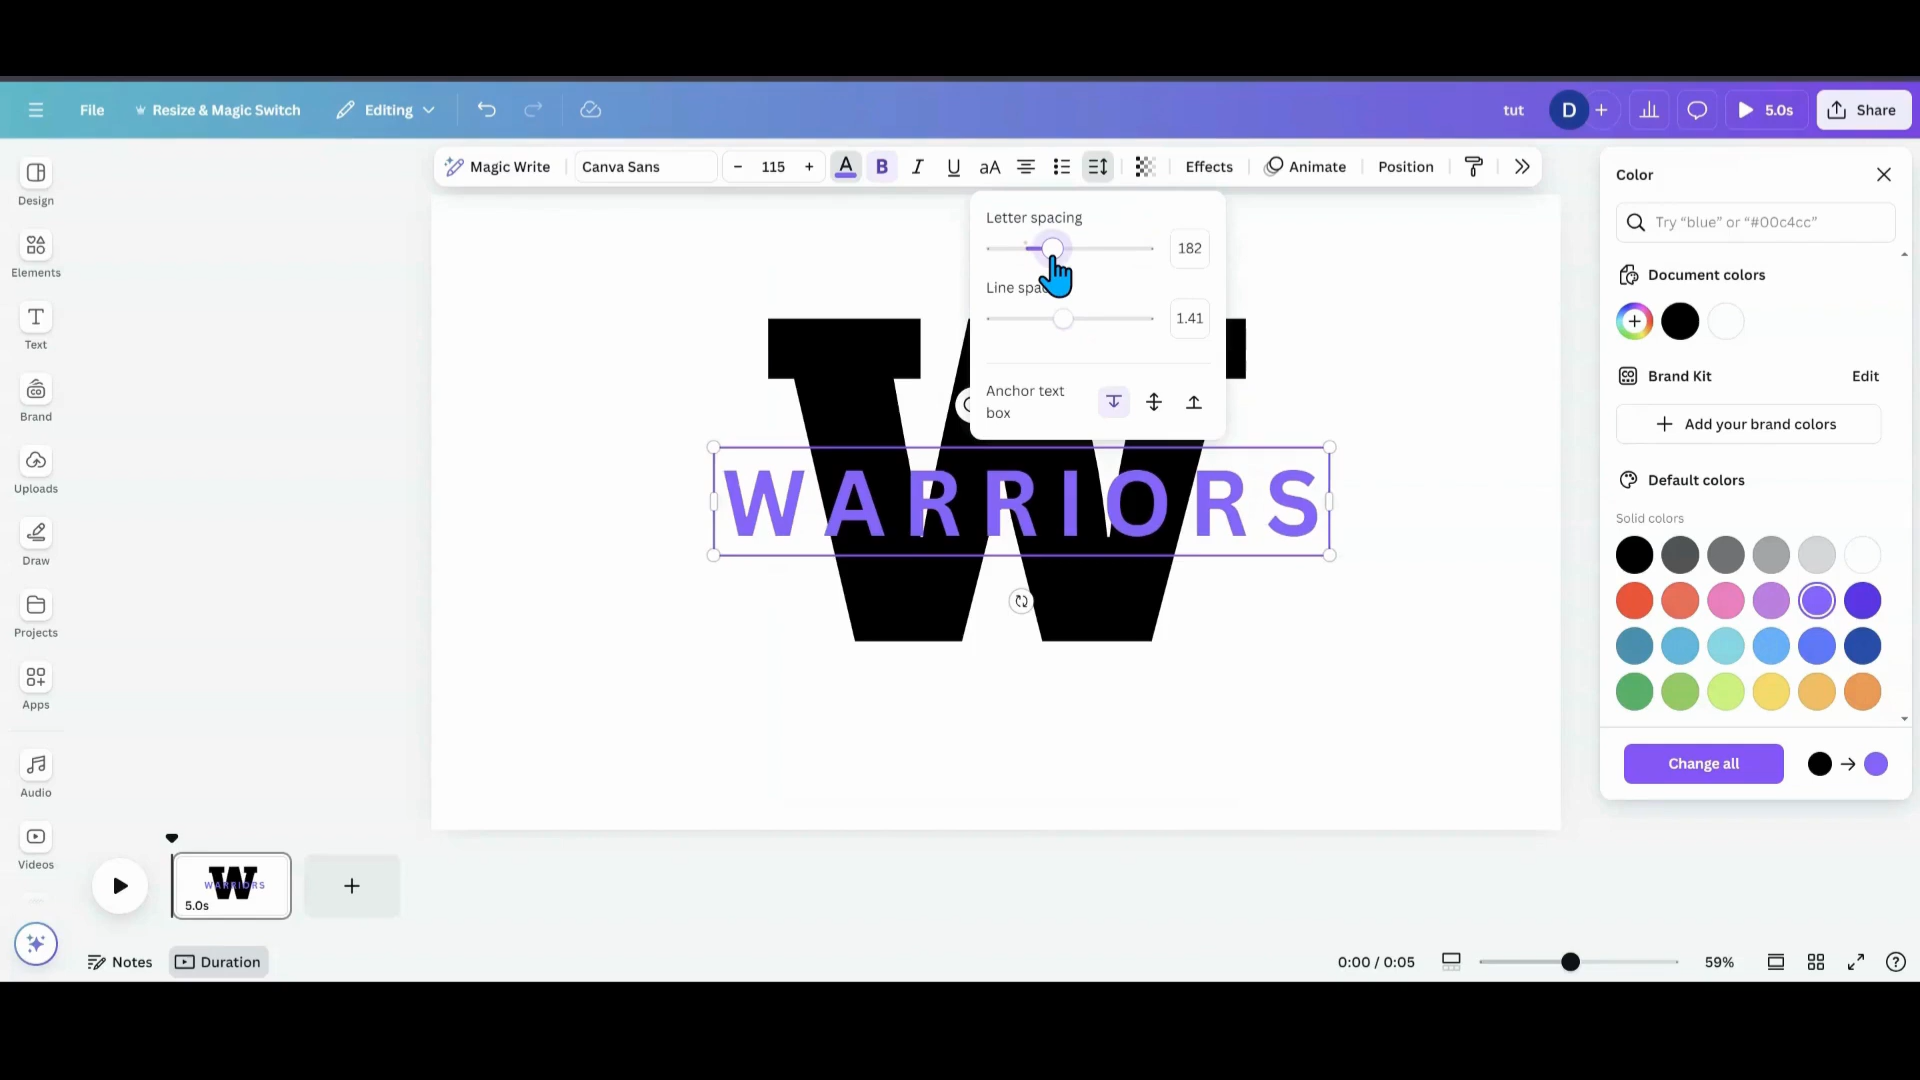 File Resize & Magic Switch Editing tut D 5.0s Share
Magic Write Canva Sans – 115 + A B I U aA Effects Animate Position
Design
Elements
Text
Brand
Uploads
Draw
Projects
Apps
Audio
Videos
Letter spacing
182
Line spac
1.41
Anchor text
box
W
WARRIORS
Color
Try “blue” or “#00c4cc”
Document colors
Brand Kit Edit
Add your brand colors
Default colors
Solid colors
Change all
W
WARRIORS
5.0s
Notes Duration 0:00 / 0:05 59%